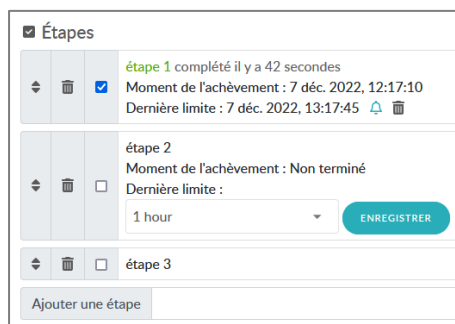 Étapes
étape 1 complété il y a 42 secondes
Moment de l'achèvement : 7 déc. 2022, 12:17:10
Dernière limite : 7 déc. 2022, 13:17:45
étape 2
Moment de l'achèvement : Non terminé
Dernière limite :
1 hour ENREGISTRER
étape 3
Ajouter une étape